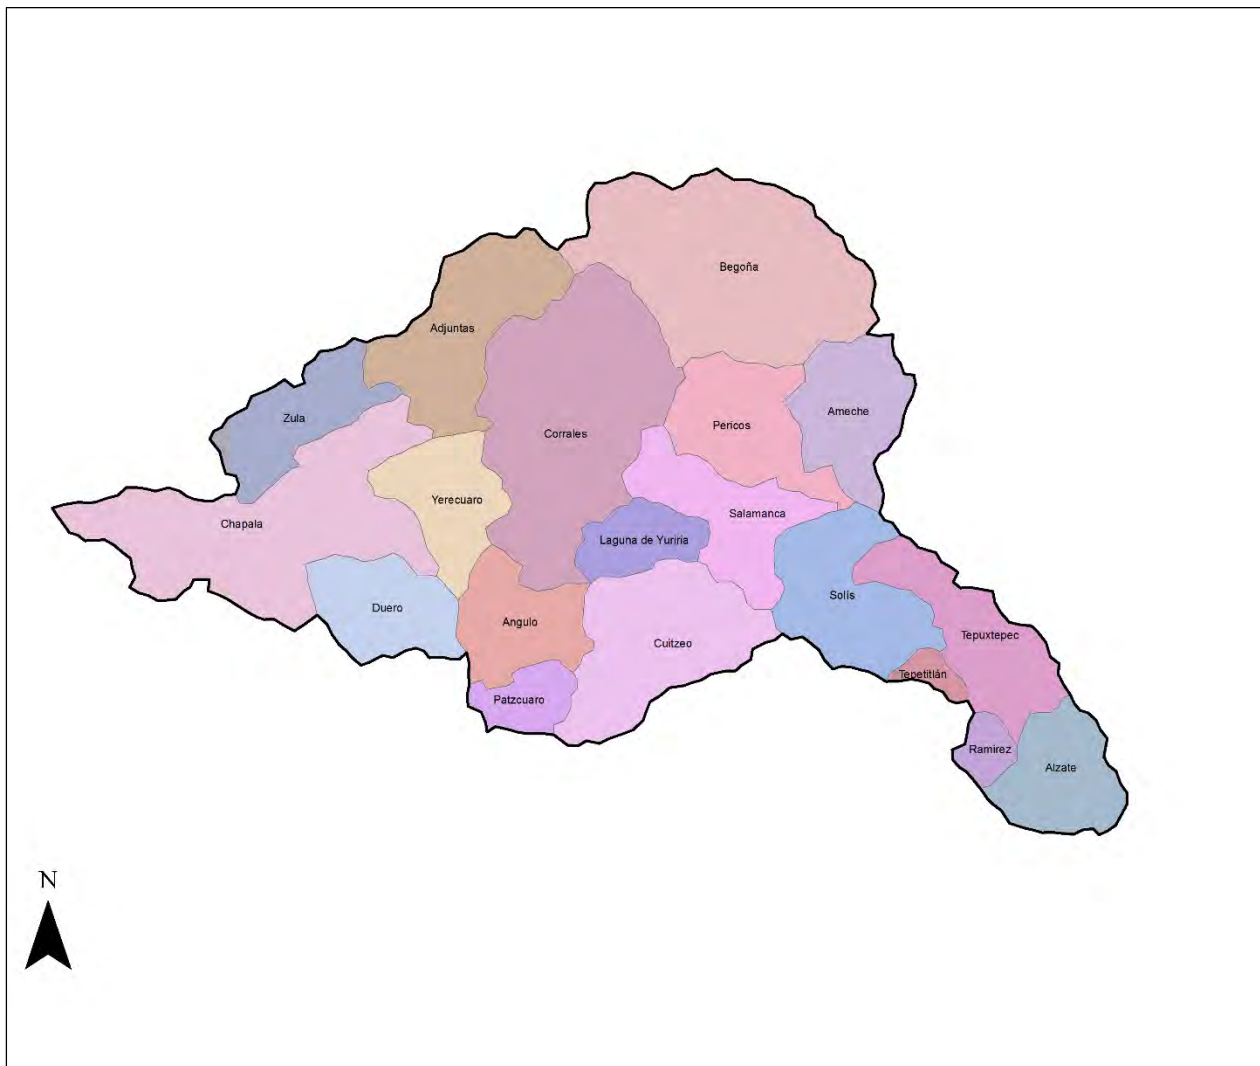 Begoña
Adjuntas
Ameche
Zula
Pericos
Corrales
Yerecuaro
Salamanca
Chapala
Laguna de Yuriria
Solís
Duero
Angulo
Tepuxtepec
Cuitzeo
Tepetitlán
Patzcuaro
Ramirez
Alzate
N